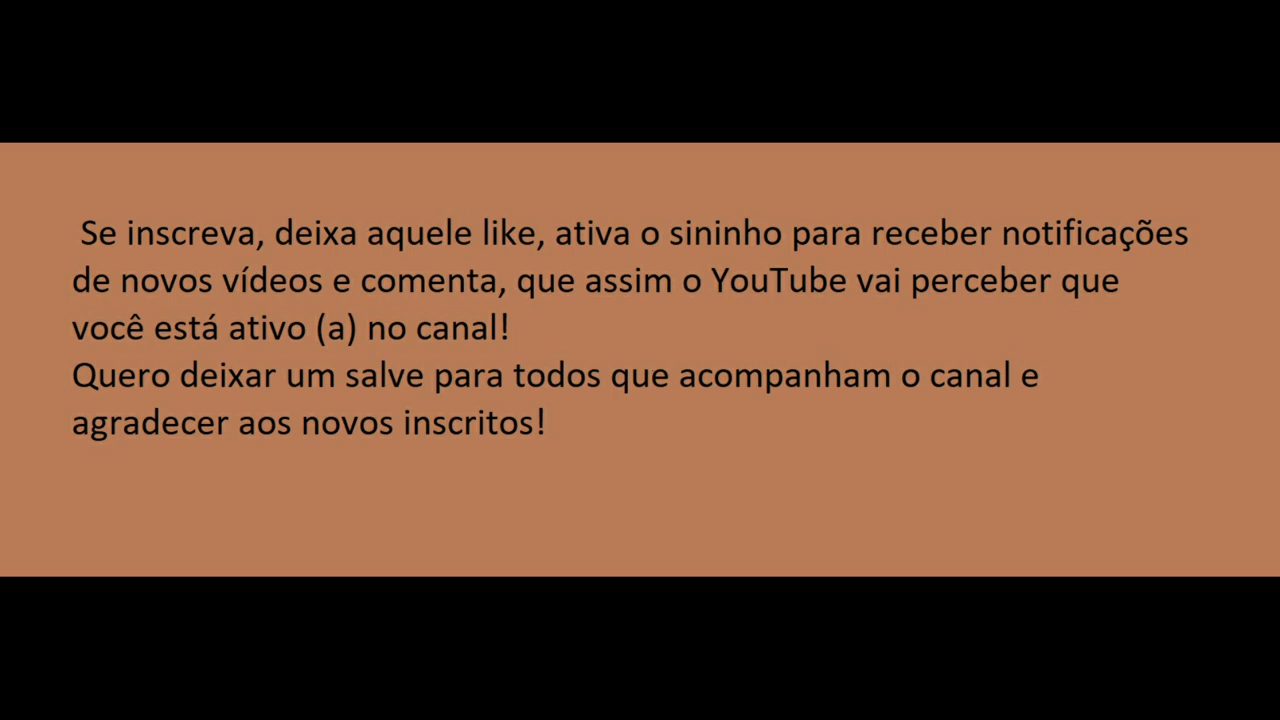 Se inscreva, deixa aquele like, ativa o sininho para receber notificações
de novos vídeos e comenta, que assim o YouTube vai perceber que
você está ativo (a) no canal!
Quero deixar um salve para todos que acompanham o canal e
agradecer aos novos inscritos!